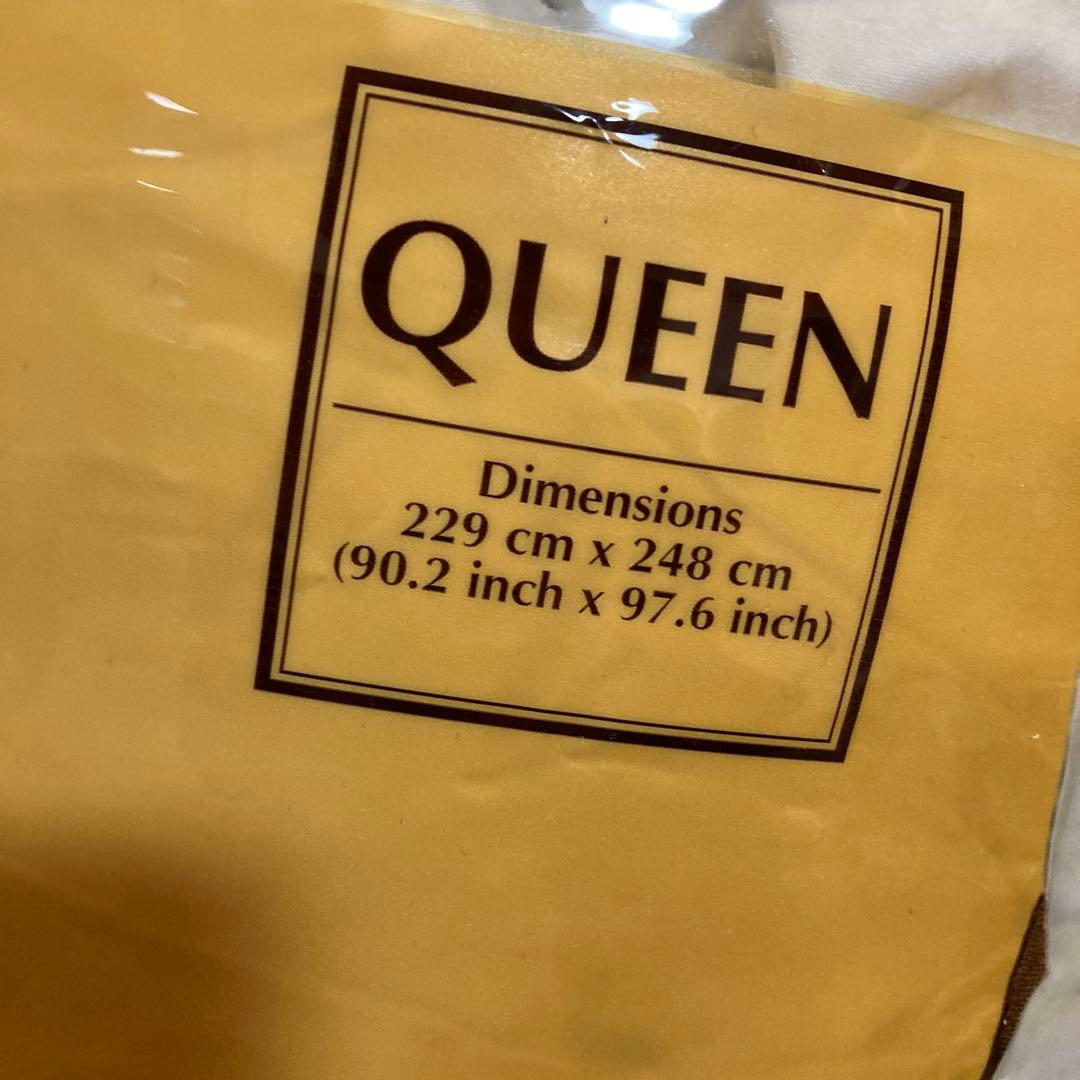 QUEEN
Dimensions
229 cm x 248 cm
(90.2 inch x 97.6 inch)